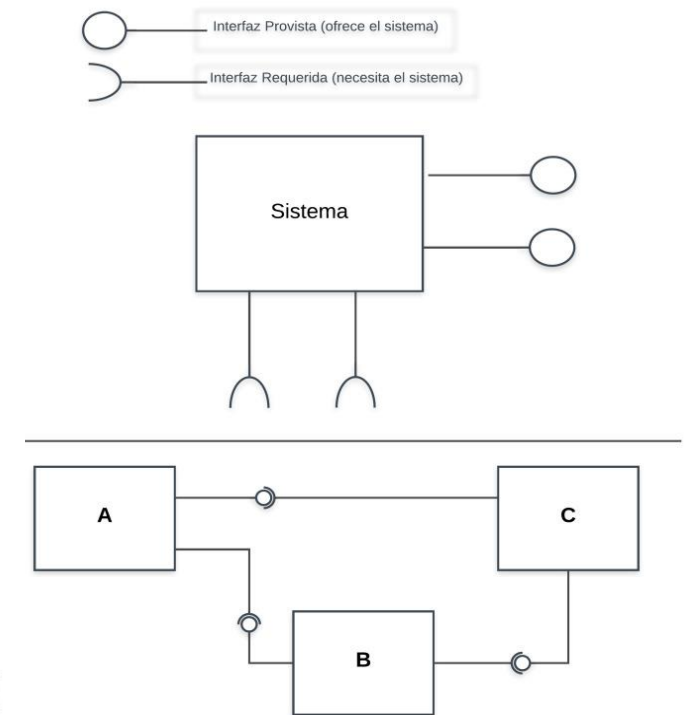 Interfaz Provista (ofrece el sistema)
Interfaz Requerida (necesita el sistema)
Sistema
A
C
B